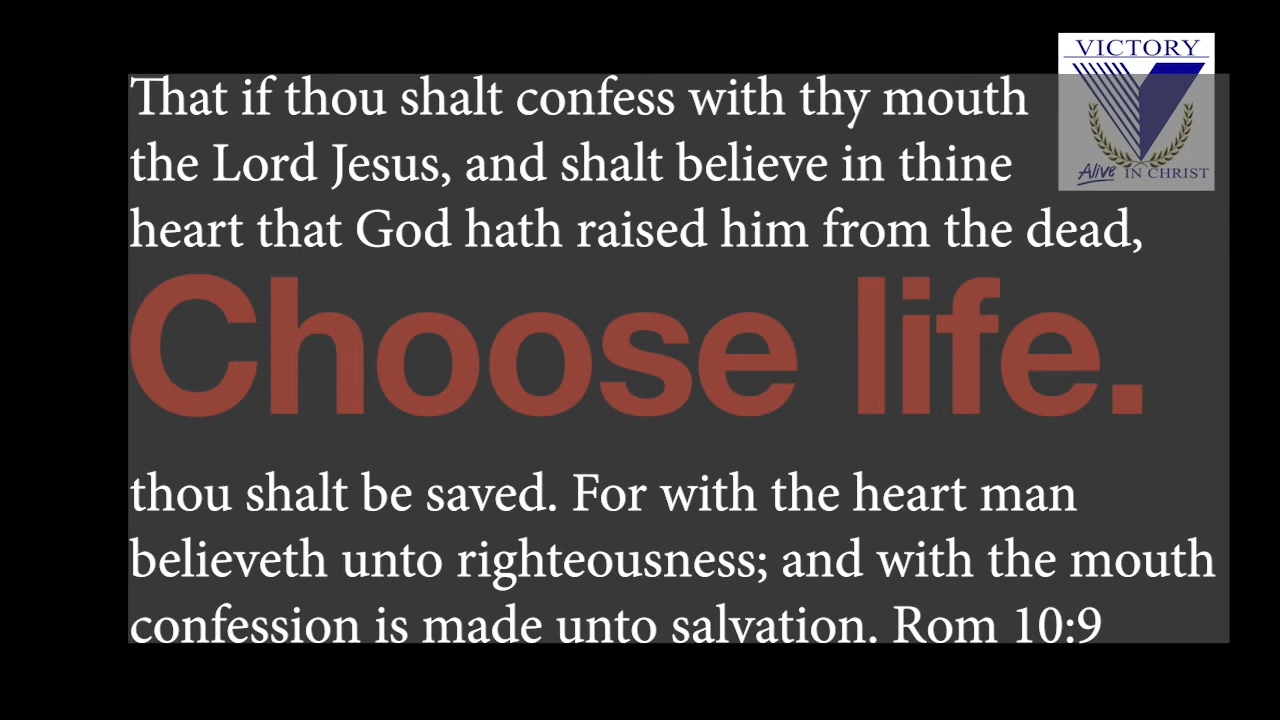 VICTORY
Alive IN CHRIST
That if thou shalt confess with thy mouth
the Lord Jesus, and shalt believe in thine
heart that God hath raised him from the dead,
Choose life.
thou shalt be saved. For with the heart man
believeth unto righteousness; and with the mouth
confession is made unto salvation. Rom 10:9